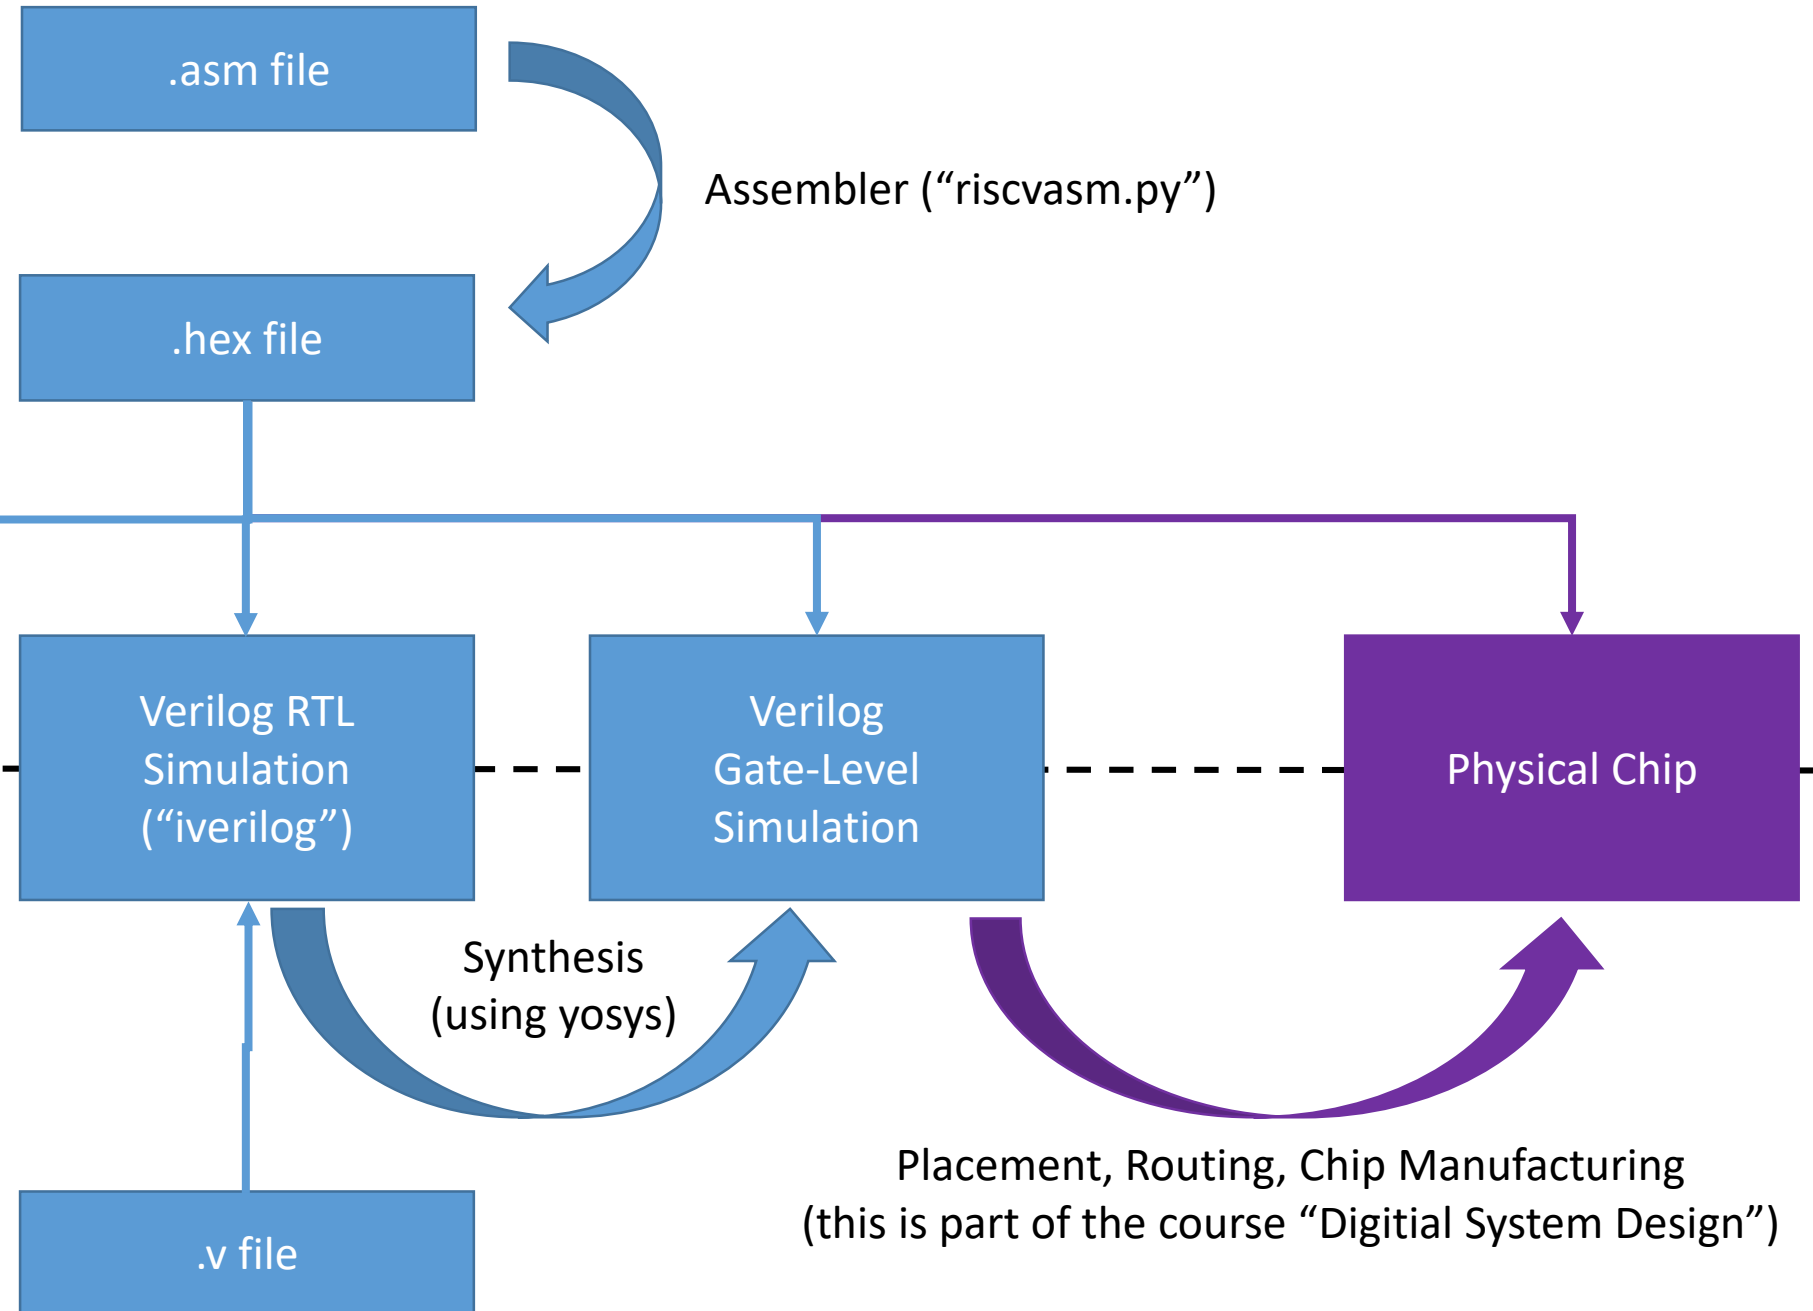 .asm file
Assembler (“riscvasm.py”)
.hex file
Verilog RTL
Simulation
(“iverilog”)
Verilog
Gate-Level
Simulation
Physical Chip
Synthesis
(using yosys)
Placement, Routing, Chip Manufacturing
(this is part of the course “Digitial System Design”)
.v file